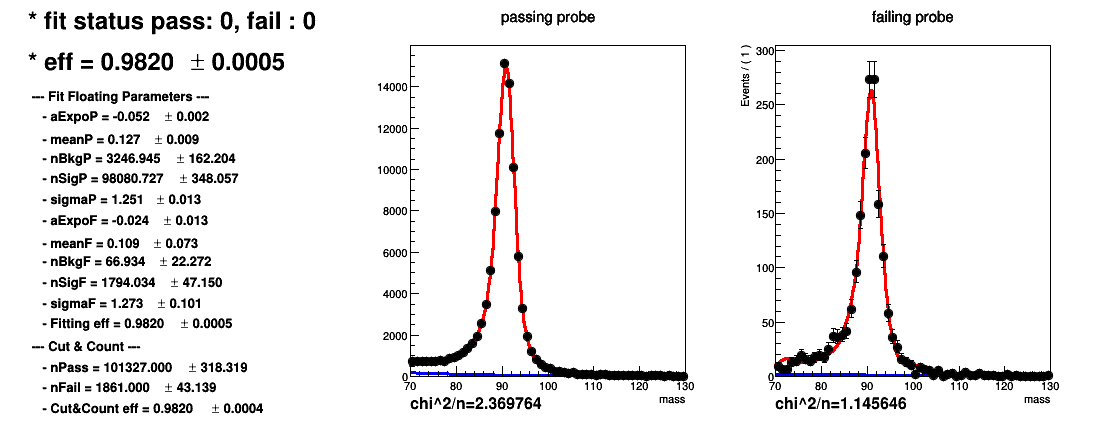 * fit status pass: 0, fail : 0
* eff = 0.9820 ± 0.0005
--- Fit Floating Parameters ---
- aExpoP = -0.052 ± 0.002
- meanP = 0.127 ± 0.009
- nBkgP = 3246.945 ± 162.204
- nSigP = 98080.727 ± 348.057
- sigmaP = 1.251 ± 0.013
- aExpoF = -0.024 ± 0.013
- meanF = 0.109 ± 0.073
- nBkgF = 66.934 ± 22.272
- nSigF = 1794.034 ± 47.150
- sigmaF = 1.273 ± 0.101
- Fitting eff = 0.9820 ± 0.0005
--- Cut & Count ---
- nPass = 101327.000 ± 318.319
- nFail = 1861.000 ± 43.139
- Cut&Count eff = 0.9820 ± 0.0004
passing probe
14000
12000
10000
8000
6000
4000
2000
0
70 80 90 100 110 120 130
mass
chi^2/n=2.369764
failing probe
Events / ( 1 )
300
250
200
150
100
50
0
70 80 90 100 110 120 130
mass
chi^2/n=1.145646